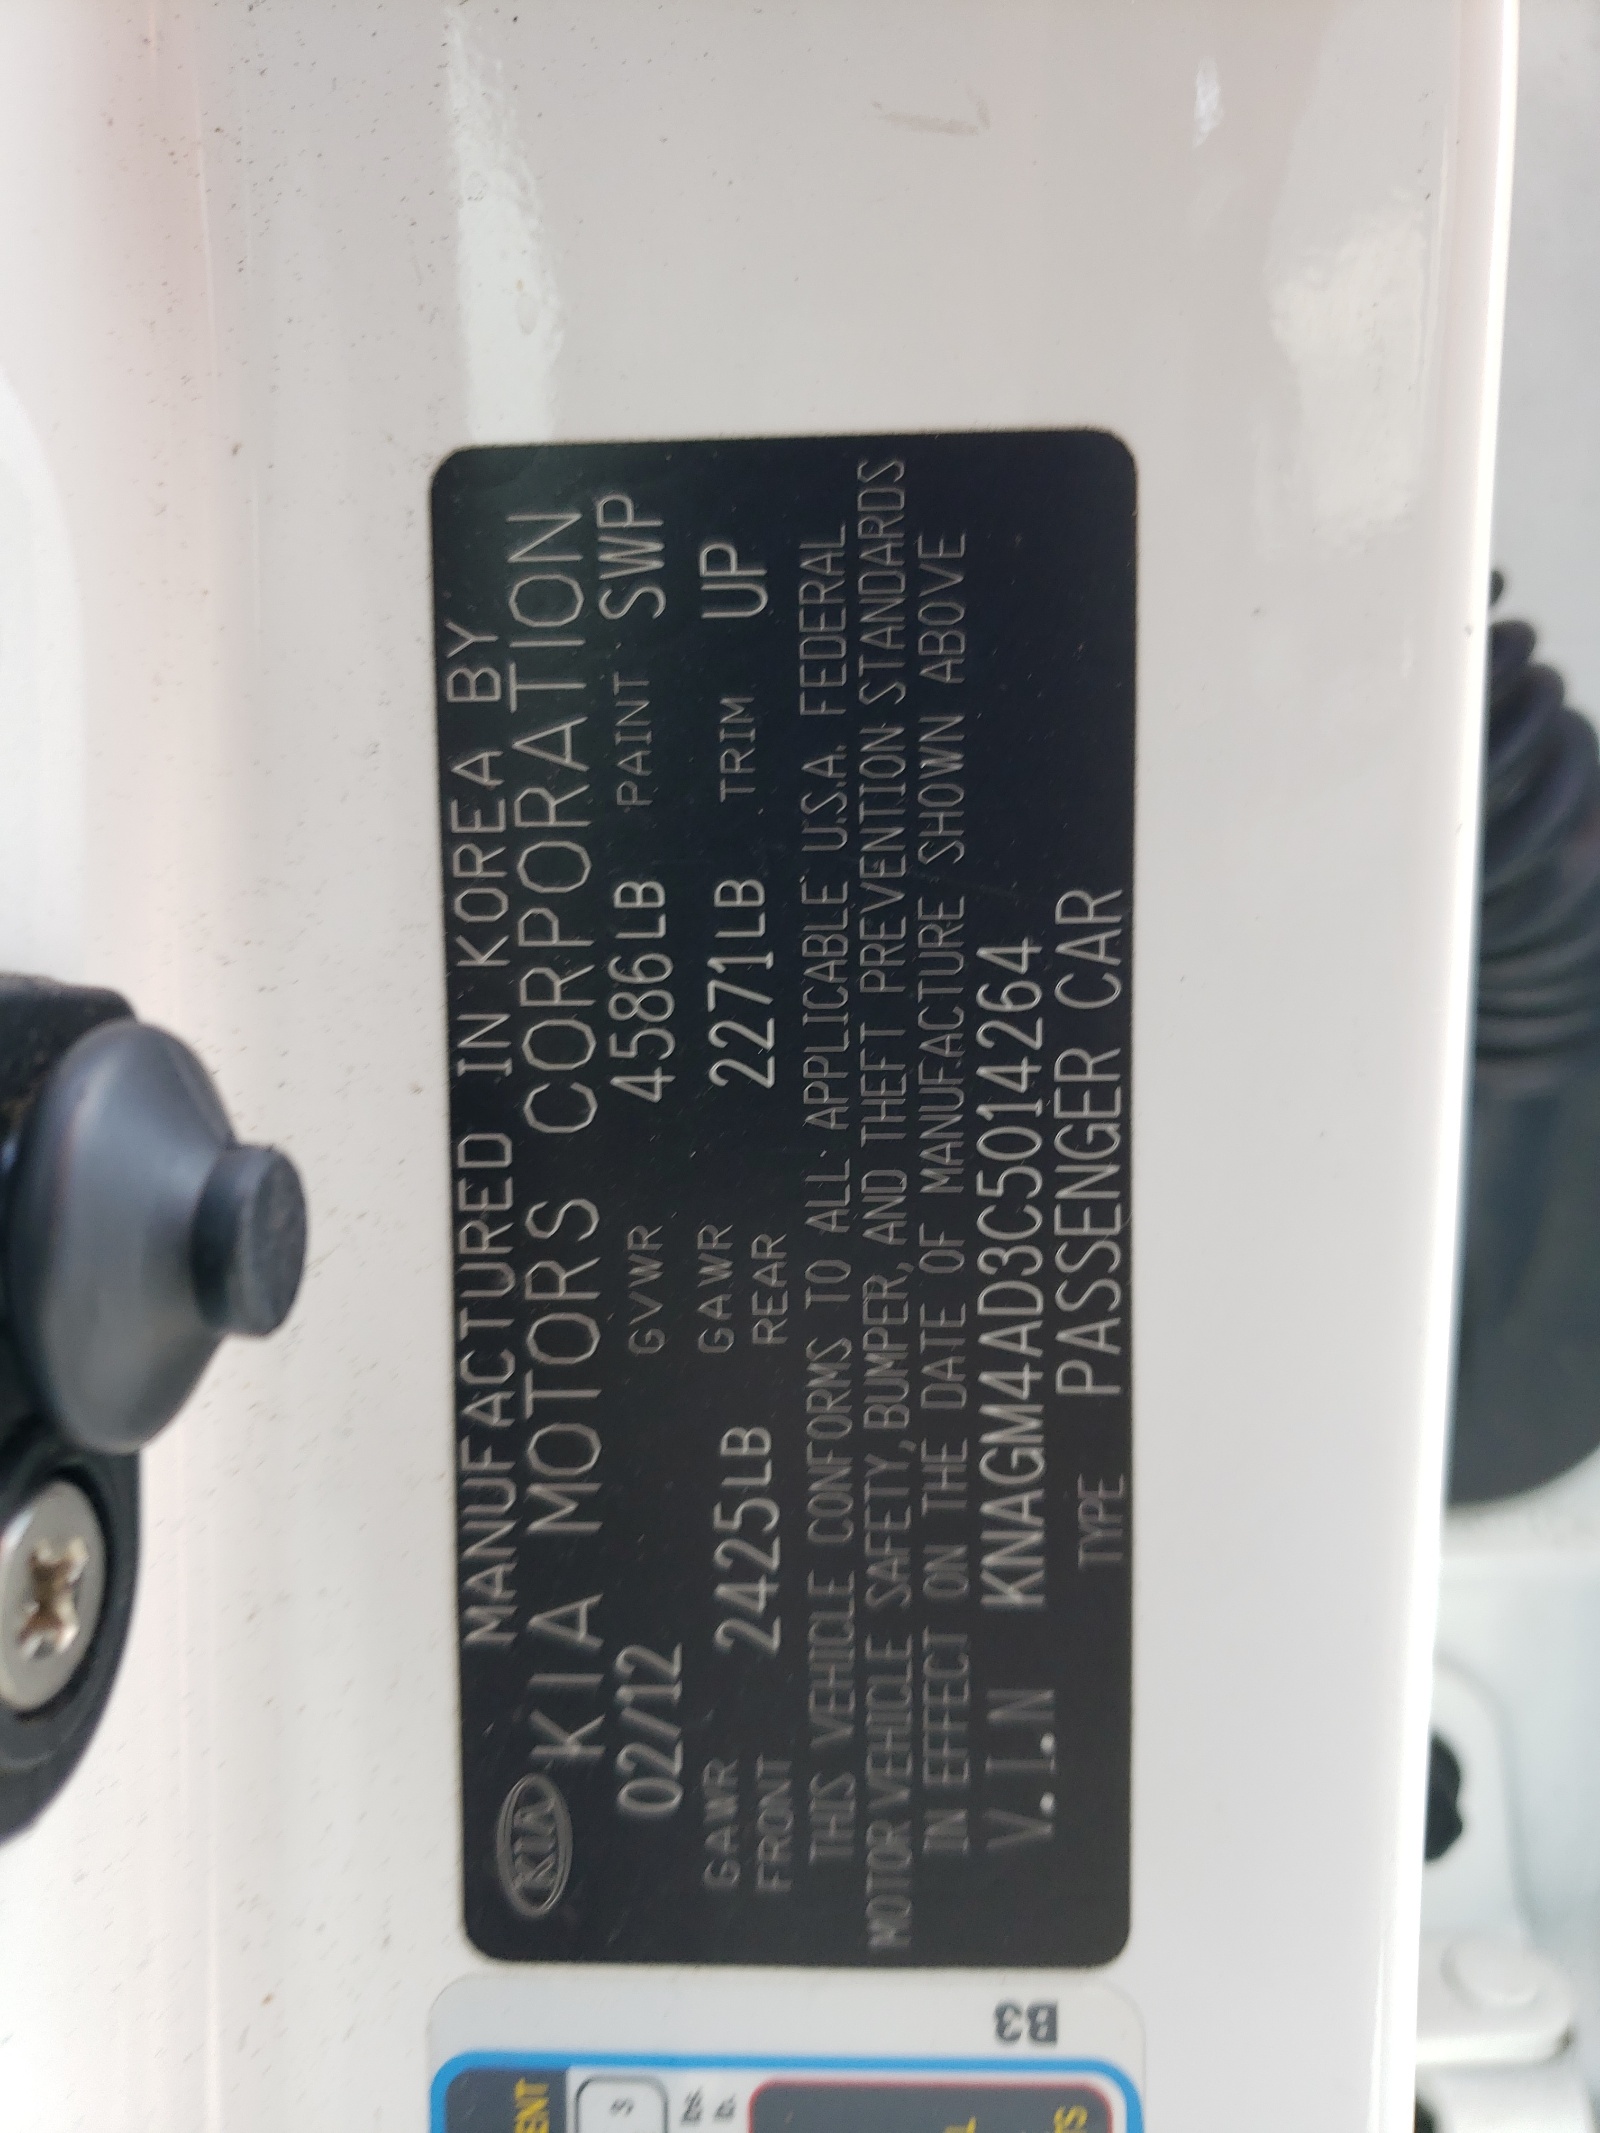 KIA
MANUFACTURED IN KOREA BY
KIA MOTORS CORPORATION
02/12 GVWR 4586LB PAINT SWP
GAWR FRONT 2425LB GAWR REAR 2271LB TRIM UP
THIS VEHICLE CONFORMS TO ALL APPLICABLE U.S.A. FEDERAL
MOTOR VEHICLE SAFETY, BUMPER, AND THEFT PREVENTION STANDARDS
IN EFFECT ON THE DATE OF MANUFACTURE SHOWN ABOVE
V.I.N KNAGM4AD3C5014264
TYPE PASSENGER CAR
B3